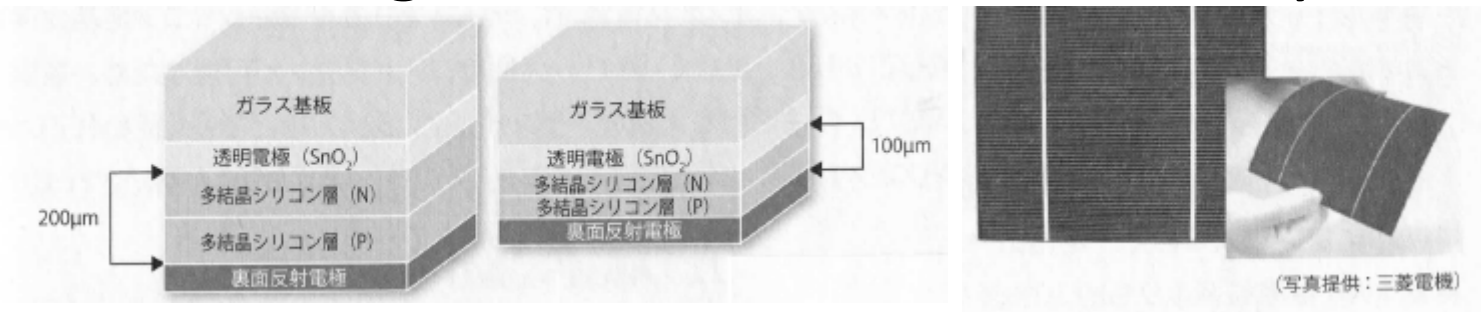 ガラス基板
透明電極（SnO₂）
多結晶シリコン層（N）
多結晶シリコン層（P）
裏面反射電極
200μm
ガラス基板
透明電極（SnO₂）
多結晶シリコン層（N）
多結晶シリコン層（P）
裏面反射電極
100μm
（写真提供：三菱電機）